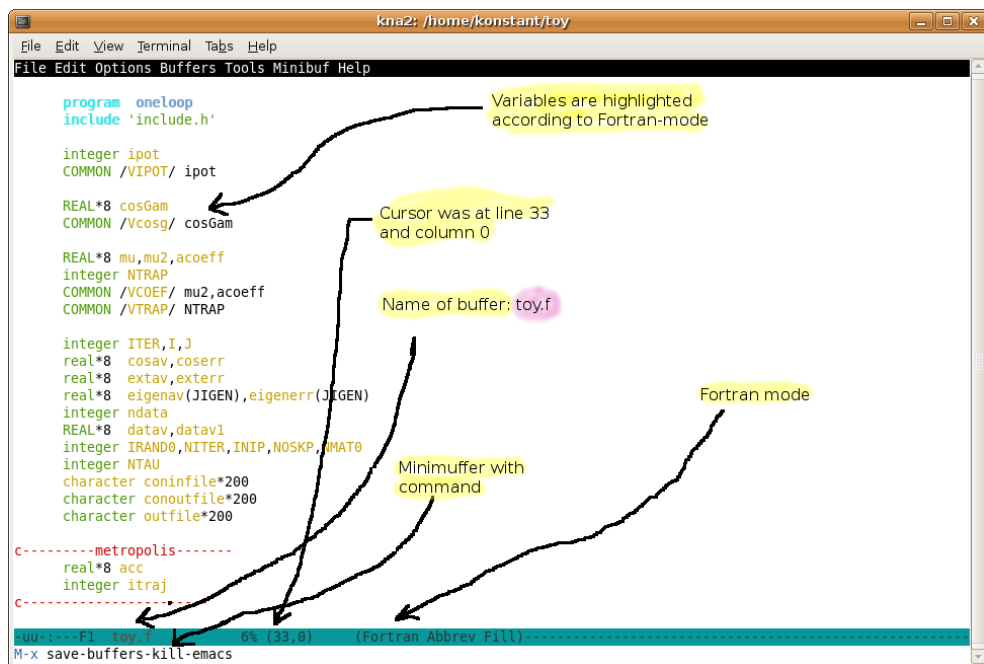 kna2: /home/konstant/toy
File Edit View Terminal Tabs Help
File Edit Options Buffers Tools Minibuf Help
program oneloop
include 'include.h'
Variables are highlighted
according to Fortran-mode
integer ipot
COMMON /VIPOT/ ipot
REAL*8 cosGam
COMMON /Vcosg/ cosGam
Cursor was at line 33
and column 0
REAL*8 mu,mu2,acoeff
integer NTRAP
COMMON /VCOEF/ mu2,acoeff
COMMON /VTRAP/ NTRAP
Name of buffer: toy.f
integer ITER,I,J
real*8 cosav,coserr
real*8 extav,exterr
real*8 eigenav(JIGEN),eigenerr(JIGEN)
Fortran mode
integer ndata
REAL*8 datav,datav1
integer IRAND0,NITER,INIP,NOSKP,NMAT0
integer NTAU
character coninfile*200
character conoutfile*200
character outfile*200
Minimuffer with
command
c---------metropolis-------
real*8 acc
integer itraj
c-----------------------
-uu-:---F1 toy.f 6% (33,0) (Fortran Abbrev Fill)------------------------------------------------------
M-x save-buffers-kill-emacs